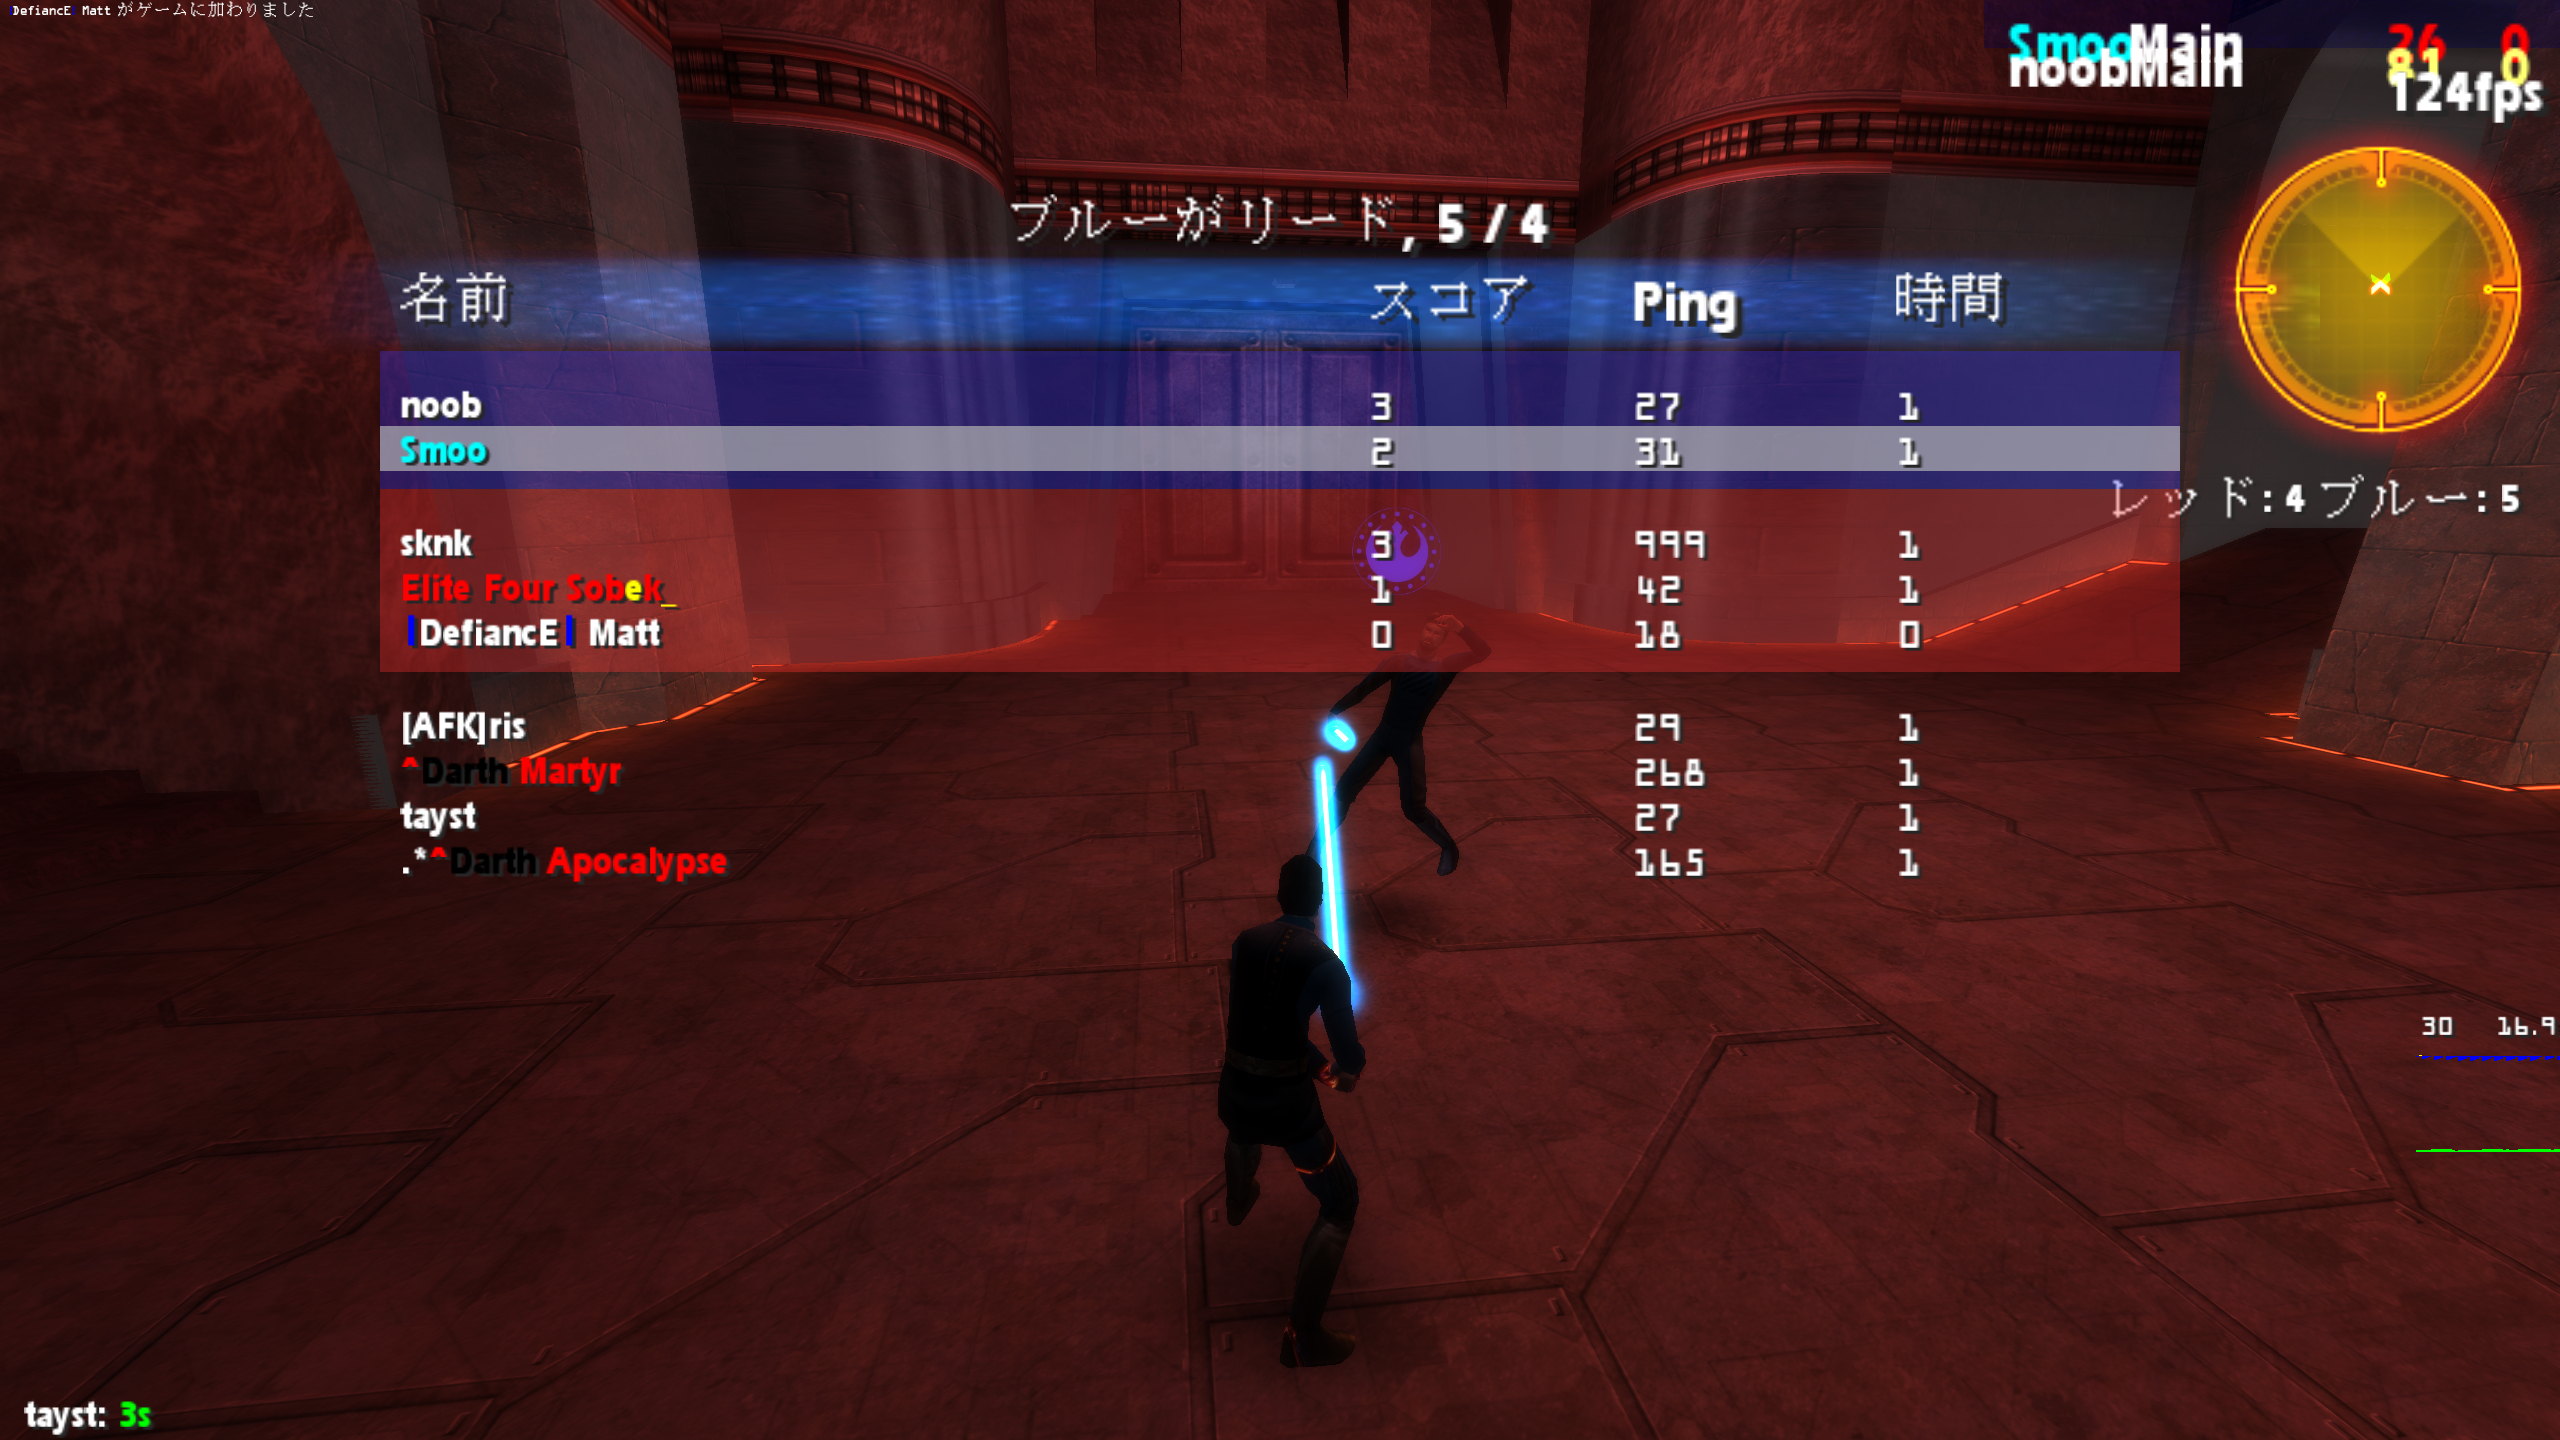 |DefiancE| Matt がゲームに加わりました
SmooMain 26 0
noobMain 81 0
124fps
ブルーがリード, 5 / 4
名前 スコア Ping 時間
noob 3 27 1
Smoo 2 31 1
レッド: 4 ブルー: 5
sknk 3 999 1
Elite Four Sobek_ 1 42 1
|DefiancE| Matt 0 18 0
[AFK]ris 29 1
^Darth Martyr 268 1
tayst 27 1
.*^Darth Apocalypse 165 1
30 16.9
tayst: 3s